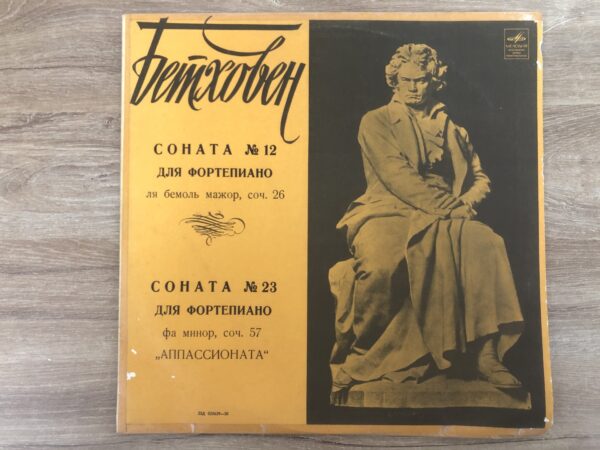 Бетховен
СОНАТА № 12
ДЛЯ ФОРТЕПИАНО
ля бемоль мажор, соч. 26
СОНАТА № 23
ДЛЯ ФОРТЕПИАНО
фа минор, соч. 57
„АППАССИОНАТА“
МЕЛОДИЯ